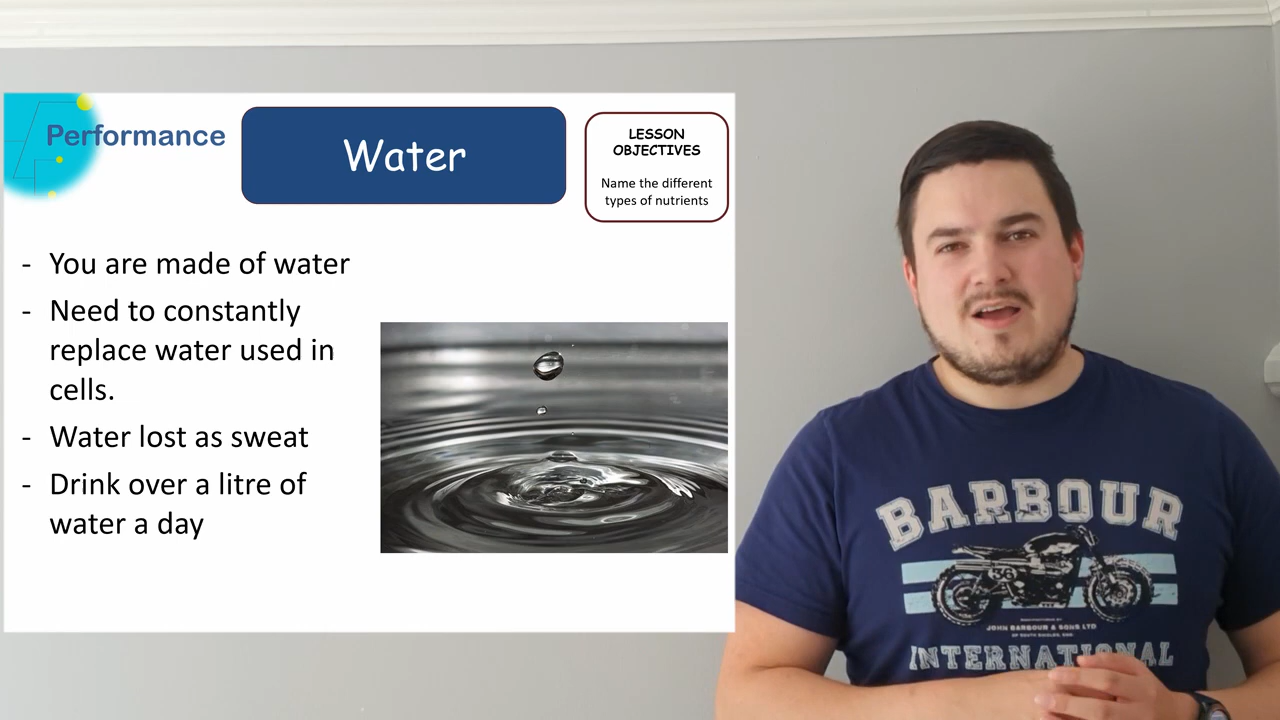 Performance
Water
LESSON
OBJECTIVES
Name the different
types of nutrients
- You are made of water
- Need to constantly
replace water used in
cells.
- Water lost as sweat
- Drink over a litre of
water a day
BARBOUR
36
JOHN BARBOUR & SONS LTD
INTERNATIONAL